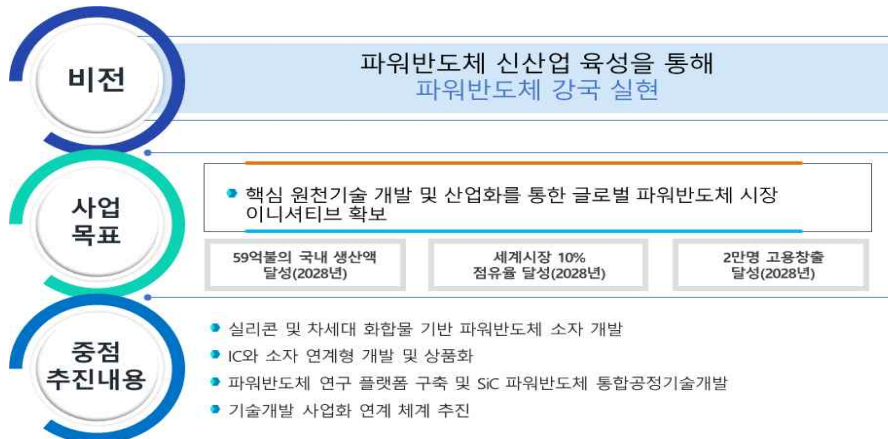 비전
파워반도체 신산업 육성을 통해
파워반도체 강국 실현
사업
목표
핵심 원천기술 개발 및 산업화를 통한 글로벌 파워반도체 시장
이니셔티브 확보
59억불의 국내 생산액
달성(2028년)
세계시장 10%
점유율 달성(2028년)
2만명 고용창출
달성(2028년)
중점
추진내용
실리콘 및 차세대 화합물 기반 파워반도체 소자 개발
IC와 소자 연계형 개발 및 상품화
파워반도체 연구 플랫폼 구축 및 SiC 파워반도체 통합공정기술개발
기술개발 사업화 연계 체계 추진